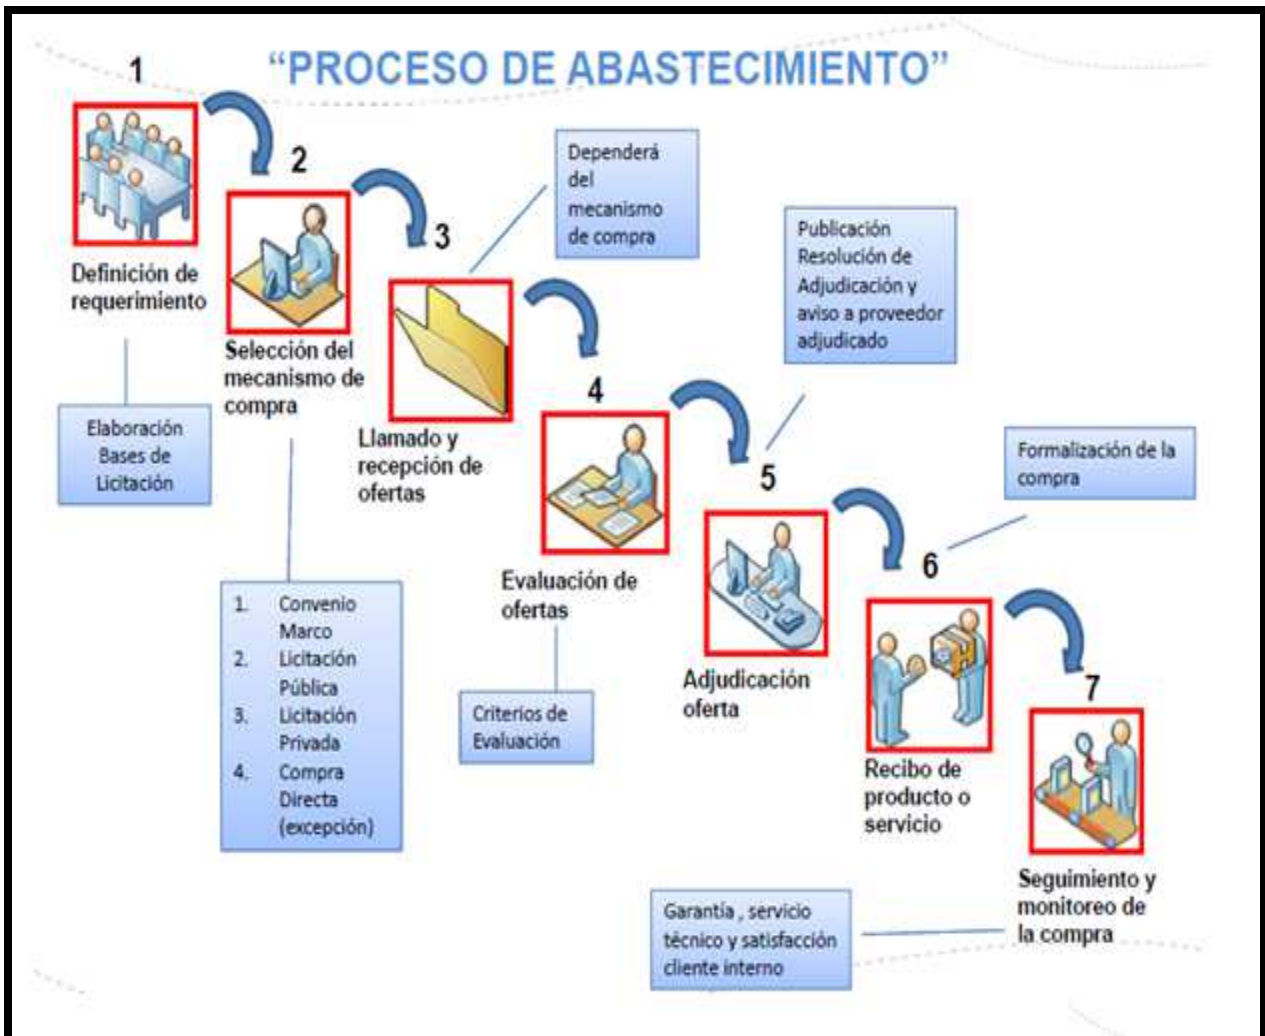 “PROCESO DE ABASTECIMIENTO”
1
Definición de
requerimiento
Elaboración
Bases de
Licitación
2
Selección del
mecanismo de
compra
1. Convenio
Marco
2. Licitación
Pública
3. Licitación
Privada
4. Compra
Directa
(excepción)
3
Llamado y
recepción de
ofertas
Dependerá
del
mecanismo
de compra
4
Evaluación de
ofertas
Criterios de
Evaluación
5
Adjudicación
oferta
Publicación
Resolución de
Adjudicación y
aviso a proveedor
adjudicado
6
Recibo de
producto o
servicio
Formalización de la
compra
7
Seguimiento y
monitoreo de
la compra
Garantía , servicio
técnico y satisfacción
cliente interno